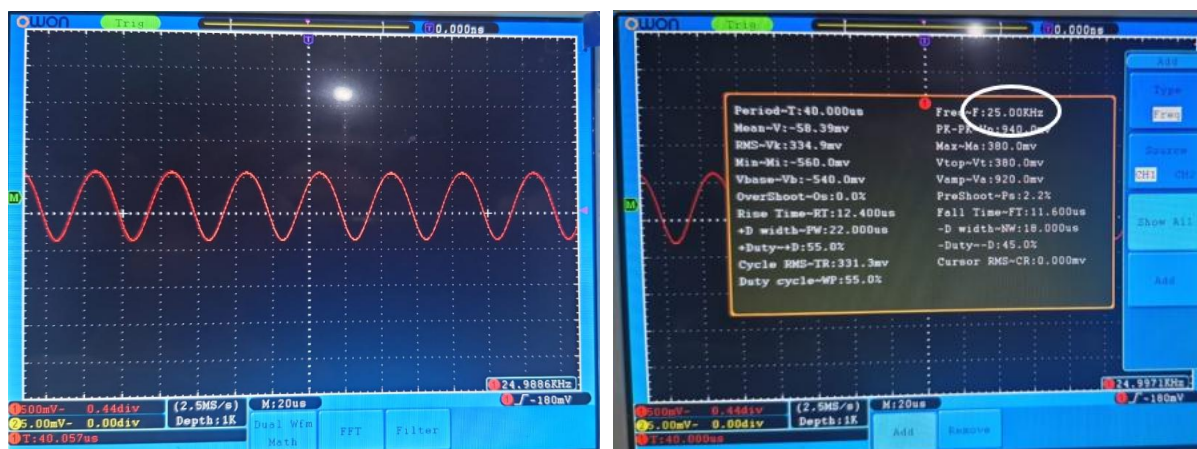 OWON
Trig
0.000ns
M
24.9886KHz
500mV~ 0.44div
(2.5MS/s)
M:20us
-180mV
5.00mV~ 0.00div
Depth:1K
T:40.057us
Dual Wfm
Math
FFT
Filter
OWON
Trig
0.000ns
Add
Period~T:40.000us
Freq~F:25.00KHz
Type
Freq
Mean~V:-58.39mv
PK-PK~Vp:940.0mv
RMS~Vk:334.9mv
Max~Ma:380.0mv
Source
CH1 CH2
Min~Mi:-560.0mv
Vtop~Vt:380.0mv
Vbase~Vb:-540.0mv
Vamp~Va:920.0mv
OverShoot~Os:0.0%
PreShoot~Ps:2.2%
Rise Time~RT:12.400us
Fall Time~FT:11.600us
Show All
+D width~PW:22.000us
-D width~NW:18.000us
+Duty~+D:55.0%
-Duty~-D:45.0%
Cycle RMS~TR:331.3mv
Cursor RMS~CR:0.000mv
Duty cycle~WP:55.0%
Add
M
24.9971KHz
500mV~ 0.44div
(2.5MS/s)
M:20us
-180mV
5.00mV~ 0.00div
Depth:1K
T:40.000us
Add
Remove